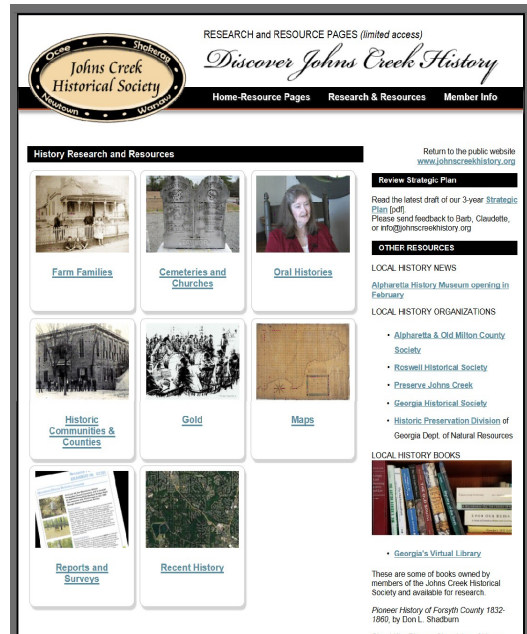 RESEARCH and RESOURCE PAGES (limited access)
Discover Johns Creek History
Ocee
Shakerag
Johns Creek
Historical Society
Newtown
Warsaw
Home-Resource Pages
Research & Resources
Member Info
History Research and Resources
Farm Families
Cemeteries and
Churches
Oral Histories
Historic
Communities &
Counties
Gold
Maps
Reports and
Surveys
Recent History
Return to the public website
www.johnscreekhistory.org
Review Strategic Plan
Read the latest draft of our 3-year Strategic
Plan [pdf].
Please send feedback to Barb, Claudette,
or info@johnscreekhistory.org
OTHER RESOURCES
LOCAL HISTORY NEWS
Alpharetta History Museum opening in
February
LOCAL HISTORY ORGANIZATIONS
• Alpharetta & Old Milton County
Society
• Roswell Historical Society
• Preserve Johns Creek
• Georgia Historical Society
• Historic Preservation Division of
Georgia Dept. of Natural Resources
LOCAL HISTORY BOOKS
• Georgia's Virtual Library
These are some of books owned by
members of the Johns Creek Historical
Society and available for research.
Pioneer History of Forsyth County 1832-
1860, by Don L. Shadburn